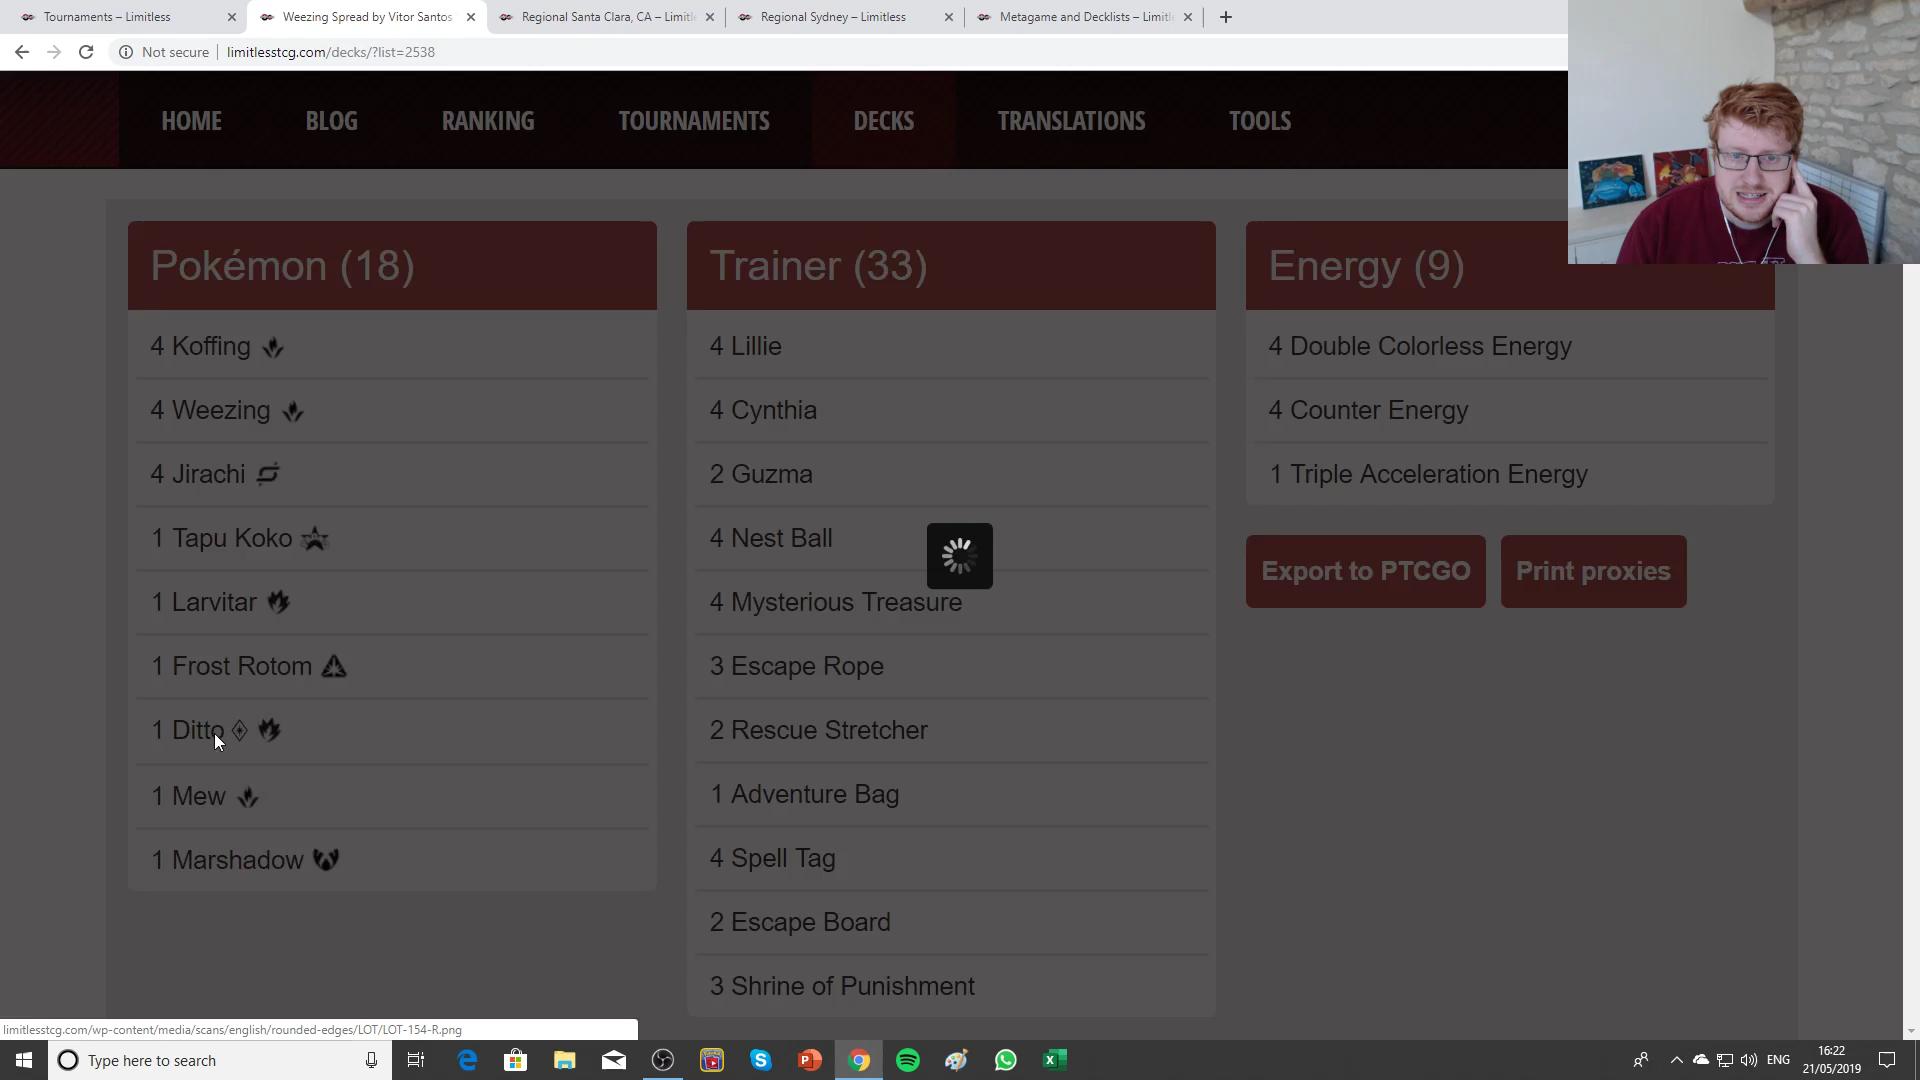 Tournaments – Limitless
Weezing Spread by Vitor Santos
Regional Santa Clara, CA – Limitl
Regional Sydney – Limitless
Metagame and Decklists – Limitl
Not secure
limitlesstcg.com/decks/?list=2538
HOME
BLOG
RANKING
TOURNAMENTS
DECKS
TRANSLATIONS
TOOLS
Pokémon (18)
4 Koffing
4 Weezing
4 Jirachi
1 Tapu Koko
1 Larvitar
1 Frost Rotom
1 Ditto
1 Mew
1 Marshadow
Trainer (33)
4 Lillie
4 Cynthia
2 Guzma
4 Nest Ball
4 Mysterious Treasure
3 Escape Rope
2 Rescue Stretcher
1 Adventure Bag
4 Spell Tag
2 Escape Board
3 Shrine of Punishment
Energy (9)
4 Double Colorless Energy
4 Counter Energy
1 Triple Acceleration Energy
Export to PTCGO
Print proxies
limitlesstcg.com/wp-content/media/scans/english/rounded-edges/LOT/LOT-154-R.png
Type here to search
ENG
16:22
21/05/2019